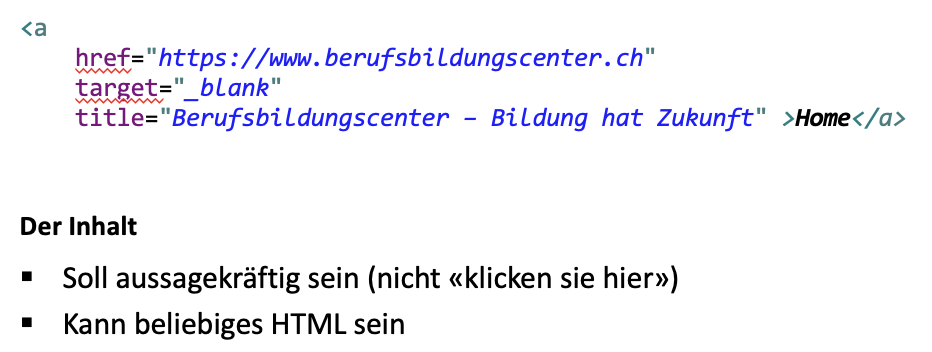 <a
href="https://www.berufsbildungscenter.ch"
target="_blank"
title="Berufsbildungscenter – Bildung hat Zukunft" >Home</a>
Der Inhalt
▪ Soll aussagekräftig sein (nicht «klicken sie hier»)
▪ Kann beliebiges HTML sein